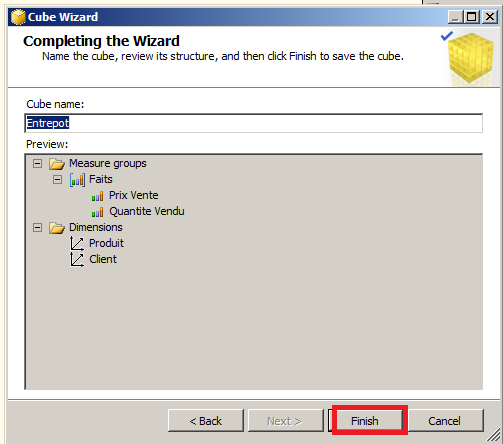 Cube Wizard
Completing the Wizard
Name the cube, review its structure, and then click Finish to save the cube.
Cube name:
Entrepot
Preview:
Measure groups
Faits
Prix Vente
Quantite Vendu
Dimensions
Produit
Client
< Back Next > Finish Cancel